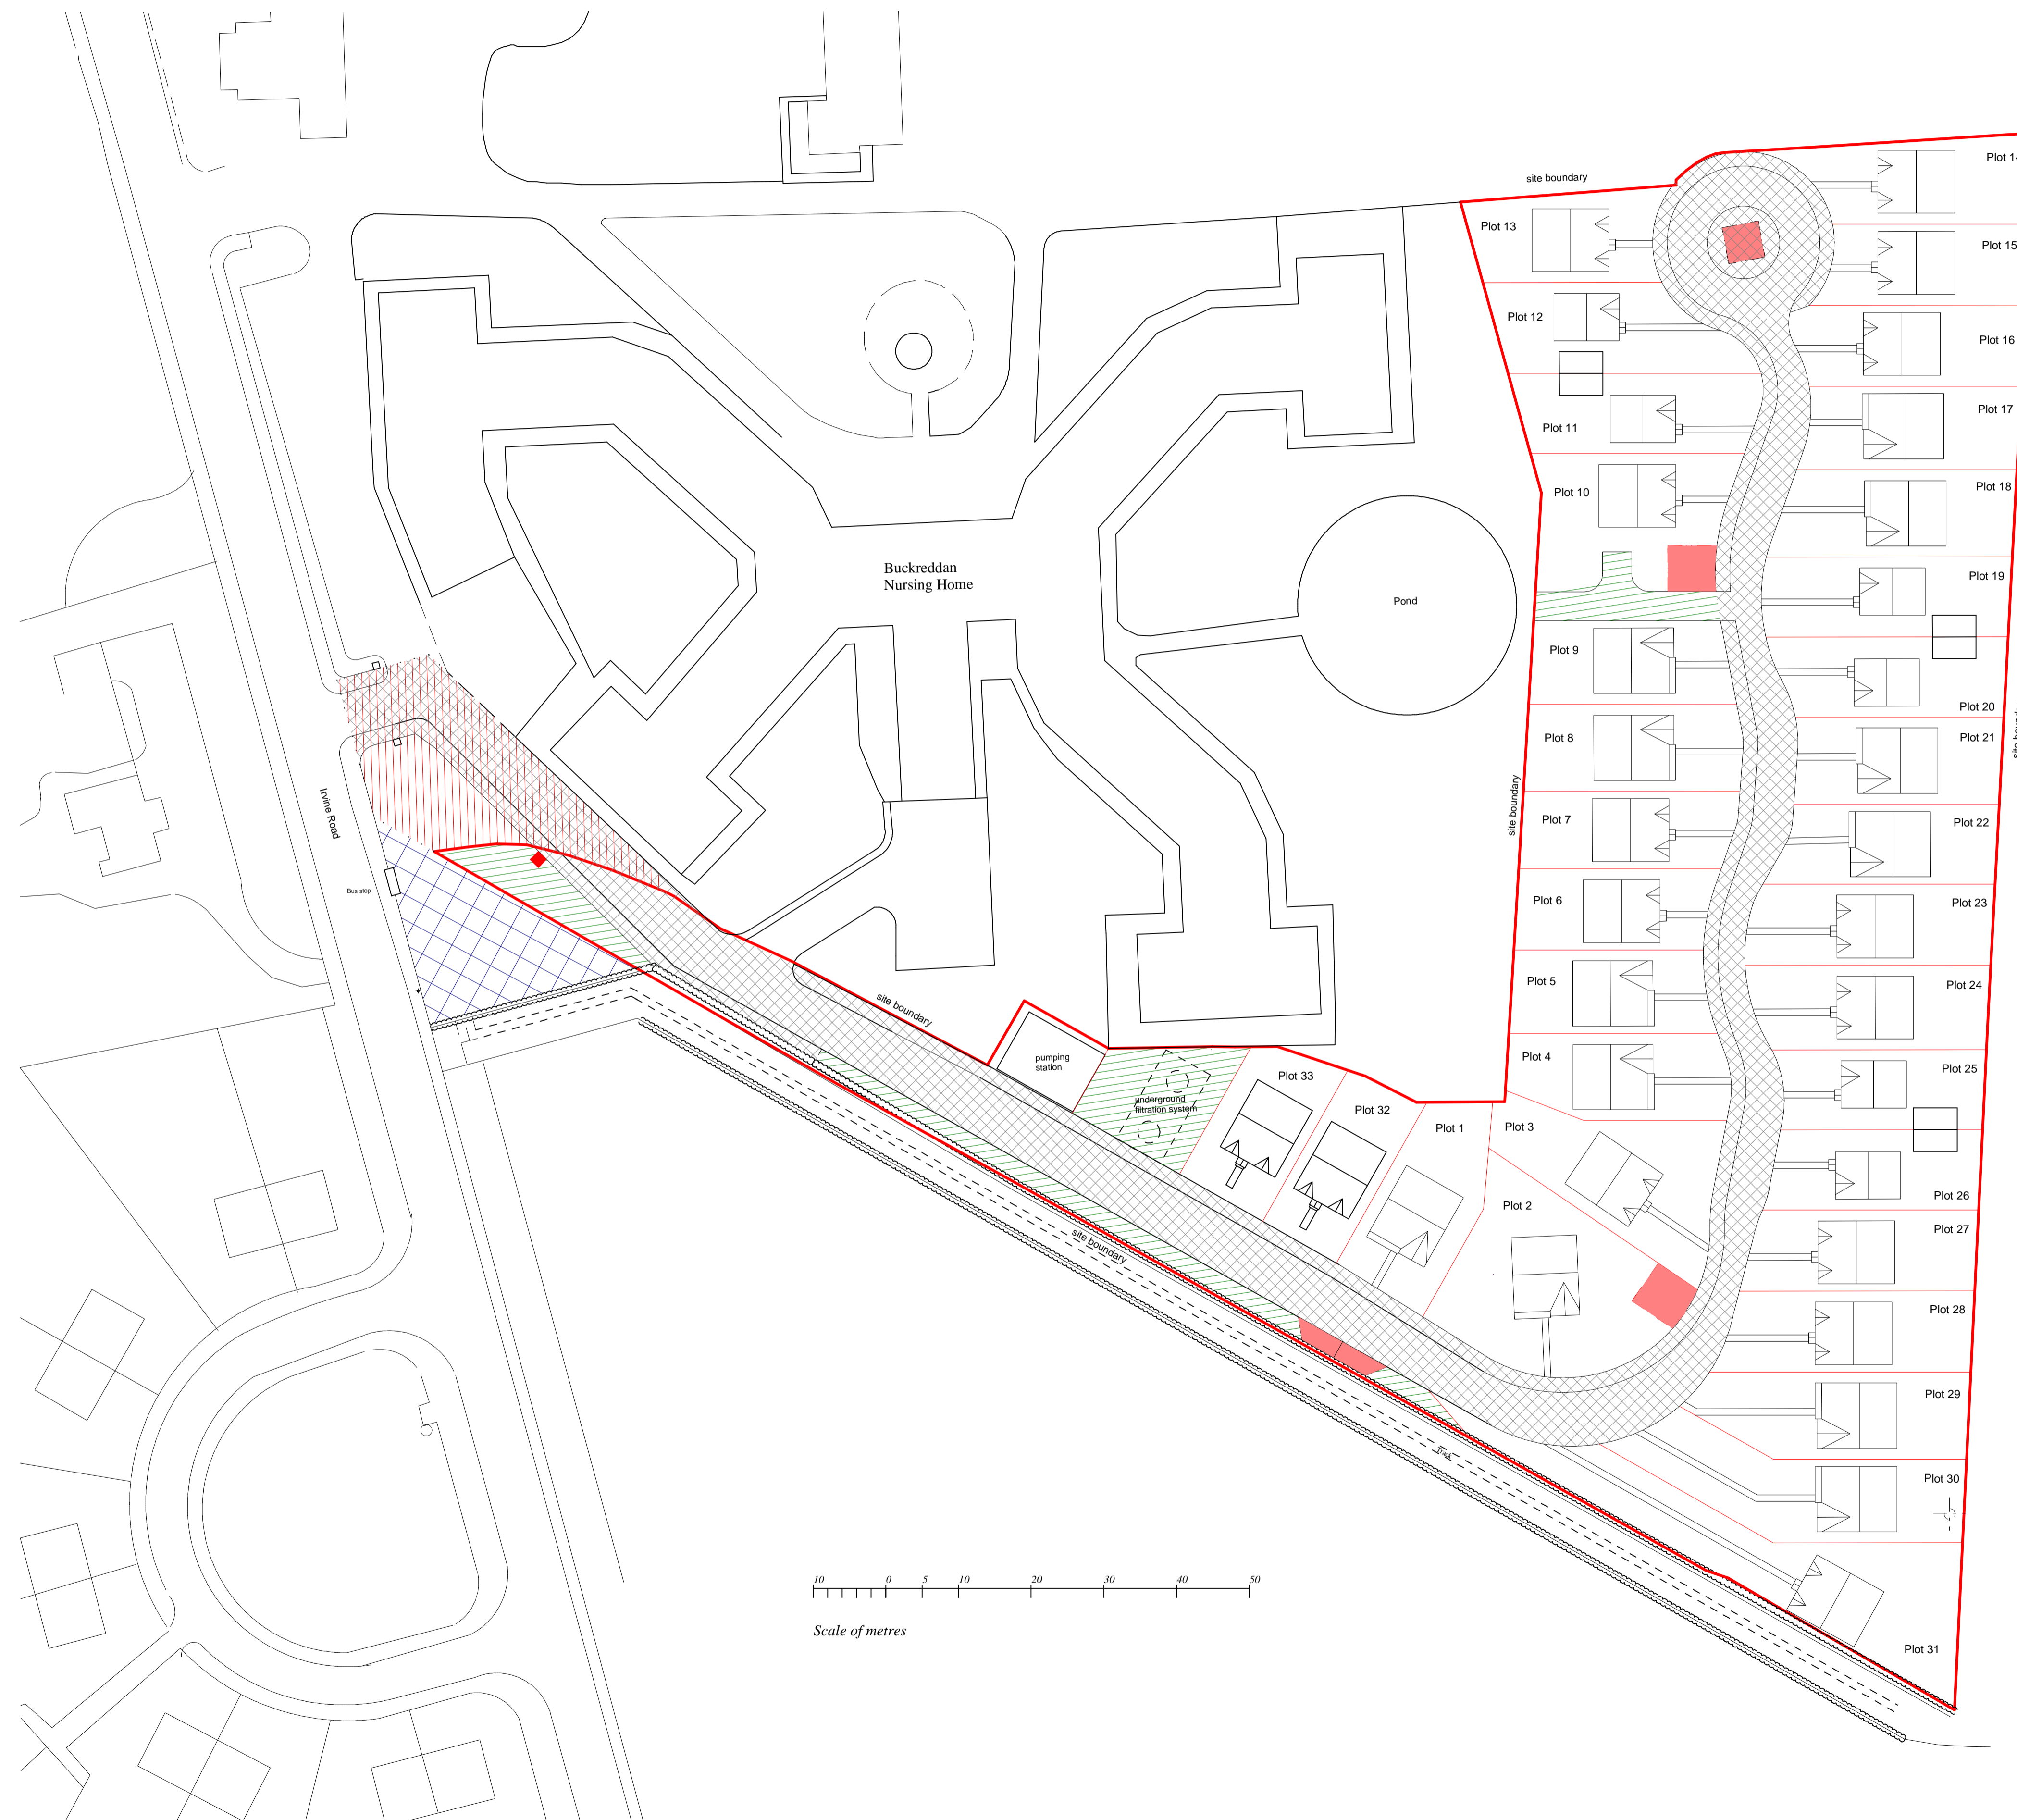 Plot 14
site boundary
Plot 13
Plot 15
Plot 12
Plot 16
Plot 17
Plot 11
Plot 18
Plot 10
Buckreddan
Nursing Home
Plot 19
Pond
Plot 9
Plot 20
Plot 8
Plot 21
site boundary
site boundary
Irvine Road
Plot 7
Plot 22
Bus stop
Plot 6
Plot 23
Plot 5
Plot 24
site boundary
Plot 4
pumping
station
Plot 25
Plot 33
underground
filtration system
Plot 32
Plot 1
Plot 3
Plot 26
Plot 2
Plot 27
site boundary
Plot 28
Plot 29
Track
Plot 30
10 0 5 10 20 30 40 50
Scale of metres
Plot 31